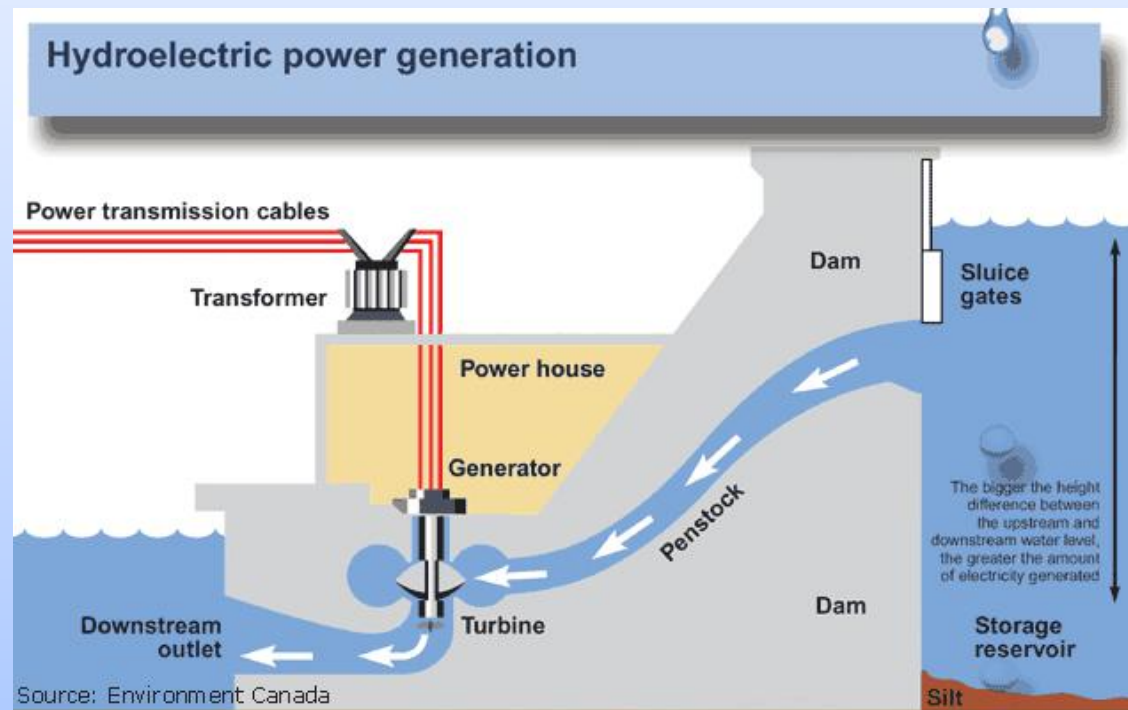 Hydroelectric power generation
Power transmission cables
Transformer
Dam
Sluice
gates
Power house
Generator
Penstock
The bigger the height
difference between
the upstream and
downstream water level,
the greater the amount
of electricity generated
Turbine
Dam
Downstream
outlet
Storage
reservoir
Silt
Source: Environment Canada